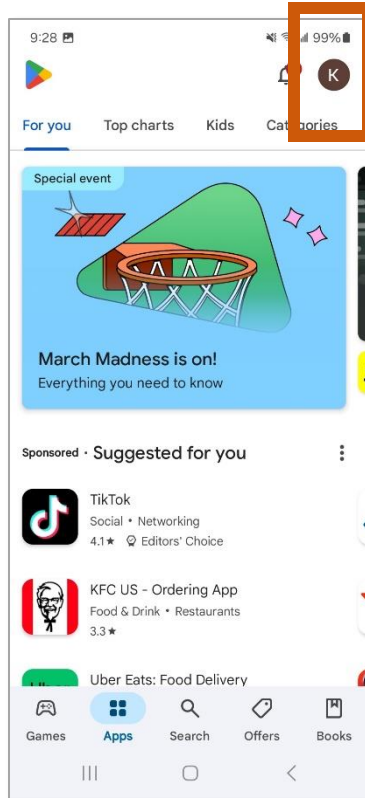 9:28 99%
K
For you Top charts Kids Categories
Special event
March Madness is on!
Everything you need to know
Sponsored • Suggested for you
TikTok
Social • Networking
4.1★ Editors' Choice
KFC US - Ordering App
Food & Drink • Restaurants
3.3★
Uber Eats: Food Delivery
Games Apps Search Offers Books